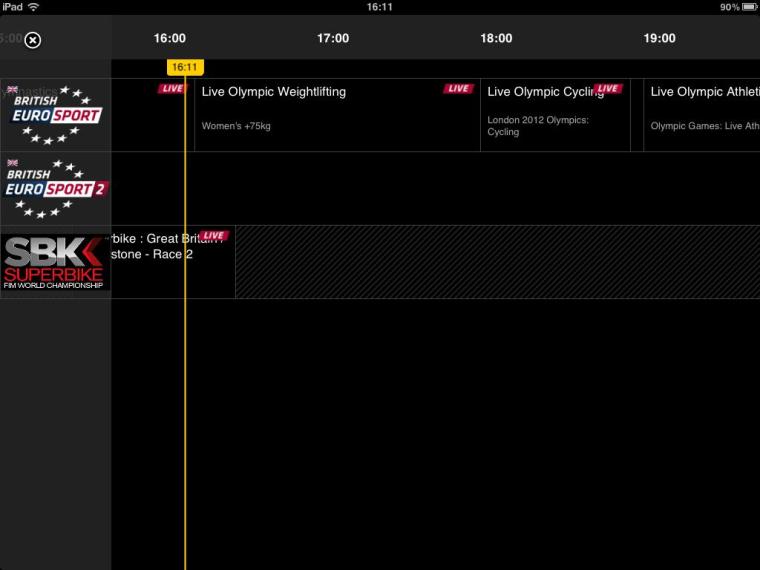 iPad 16:11 90%
5:00 16:00 17:00 18:00 19:00
16:11
BRITISH
EUROSPORT
LIVE
Live Olympic Weightlifting
LIVE
Women's +75kg
Live Olympic Cycling
LIVE
London 2012 Olympics:
Cycling
Live Olympic Athleti
Olympic Games: Live Ath
BRITISH
EUROSPORT 2
SBK
SUPERBIKE
FIM WORLD CHAMPIONSHIP
rbike : Great Britain /
LIVE
stone - Race 2